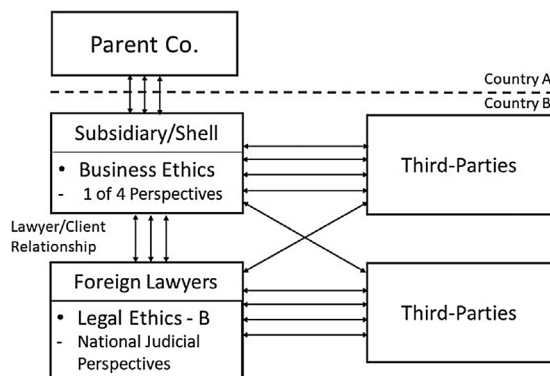 Parent Co.
Country A
Country B
Subsidiary/Shell
• Business Ethics
- 1 of 4 Perspectives
Third-Parties
Lawyer/Client
Relationship
Foreign Lawyers
• Legal Ethics - B
- National Judicial
Perspectives
Third-Parties